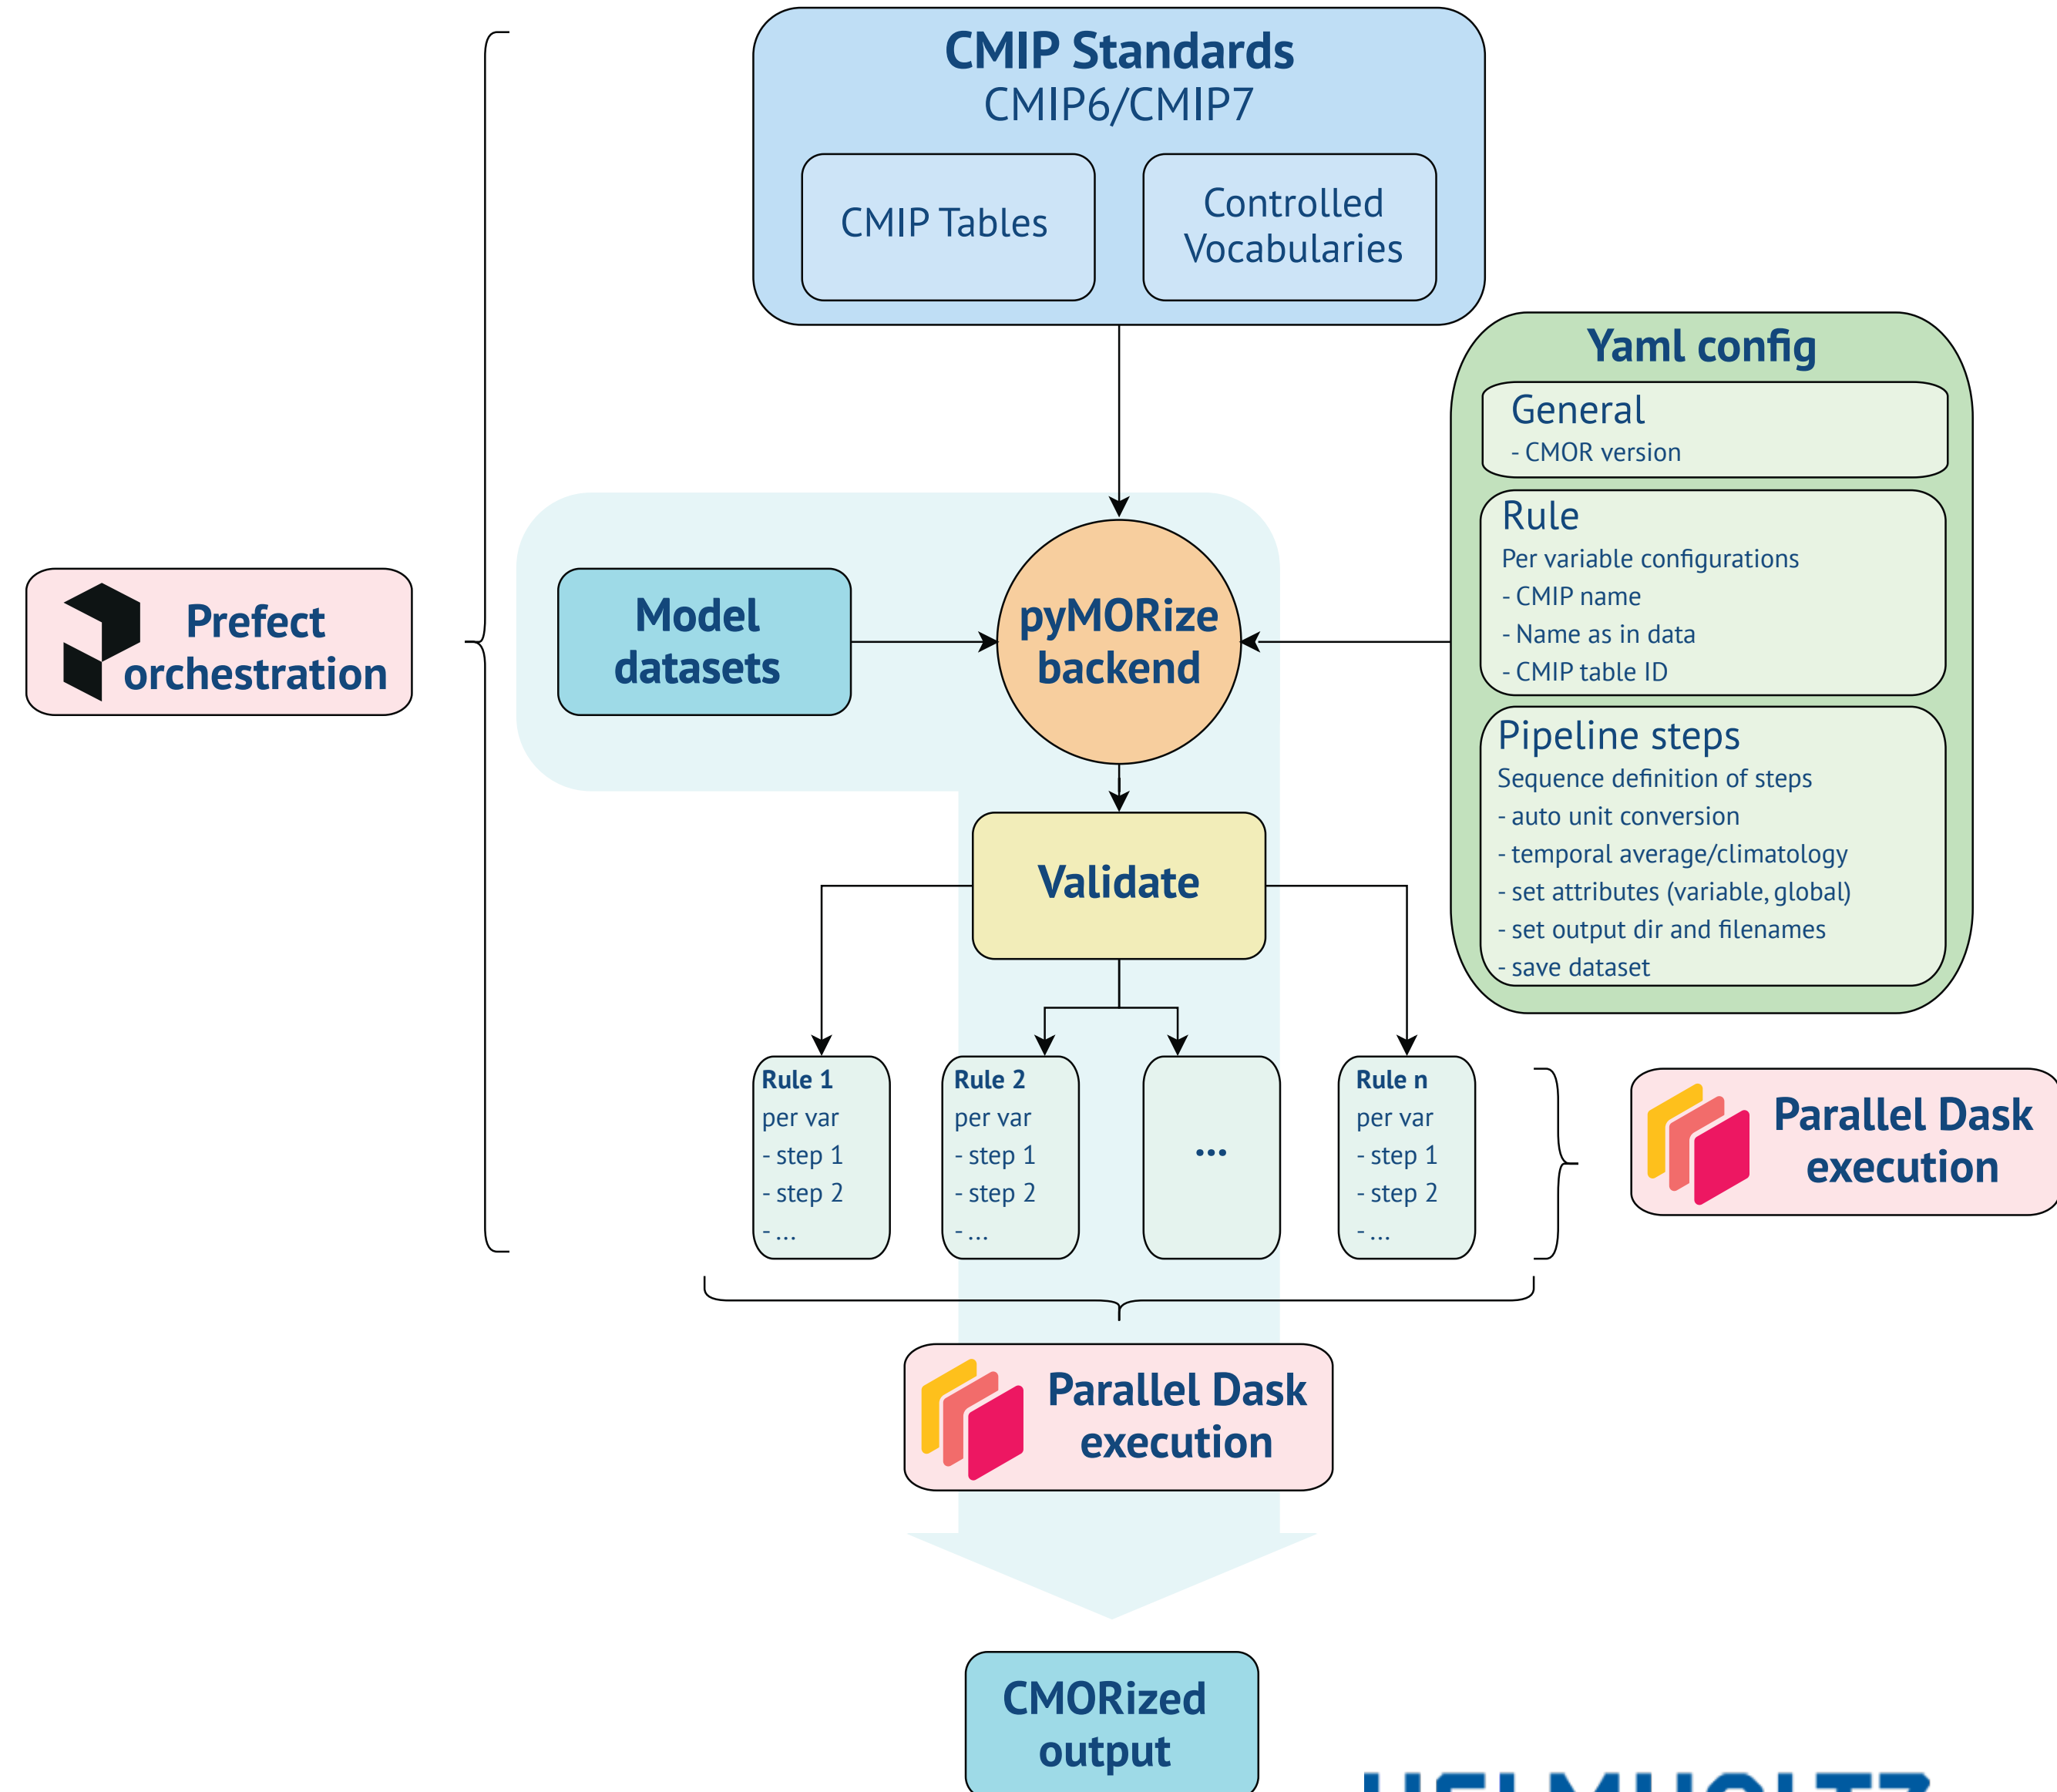 CMIP Standards
CMIP6/CMIP7
CMIP Tables
Controlled
Vocabularies
Yaml config
General
- CMOR version
Rule
Per variable configurations
- CMIP name
- Name as in data
- CMIP table ID
Pipeline steps
Sequence definition of steps
- auto unit conversion
- temporal average/climatology
- set attributes (variable, global)
- set output dir and filenames
- save dataset
Prefect
orchestration
Model
datasets
pyMORize
backend
Validate
Rule 1
per var
- step 1
- step 2
- ...
Rule 2
per var
- step 1
- step 2
- ...
...
Rule n
per var
- step 1
- step 2
- ...
Parallel Dask
execution
Parallel Dask
execution
CMORized
output
HELMHOLTZ